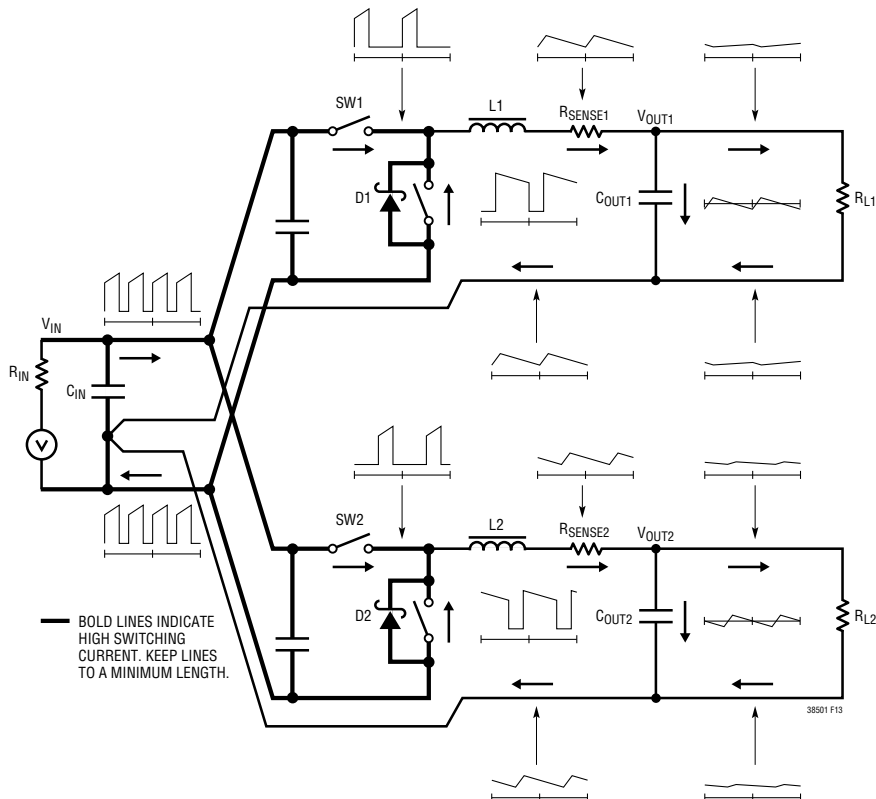 SW1
L1
RSENSE1
VOUT1
D1
COUT1
RL1
VIN
RIN
CIN
V
SW2
L2
RSENSE2
VOUT2
D2
COUT2
RL2
BOLD LINES INDICATE
HIGH SWITCHING
CURRENT. KEEP LINES
TO A MINIMUM LENGTH.
38501 F13